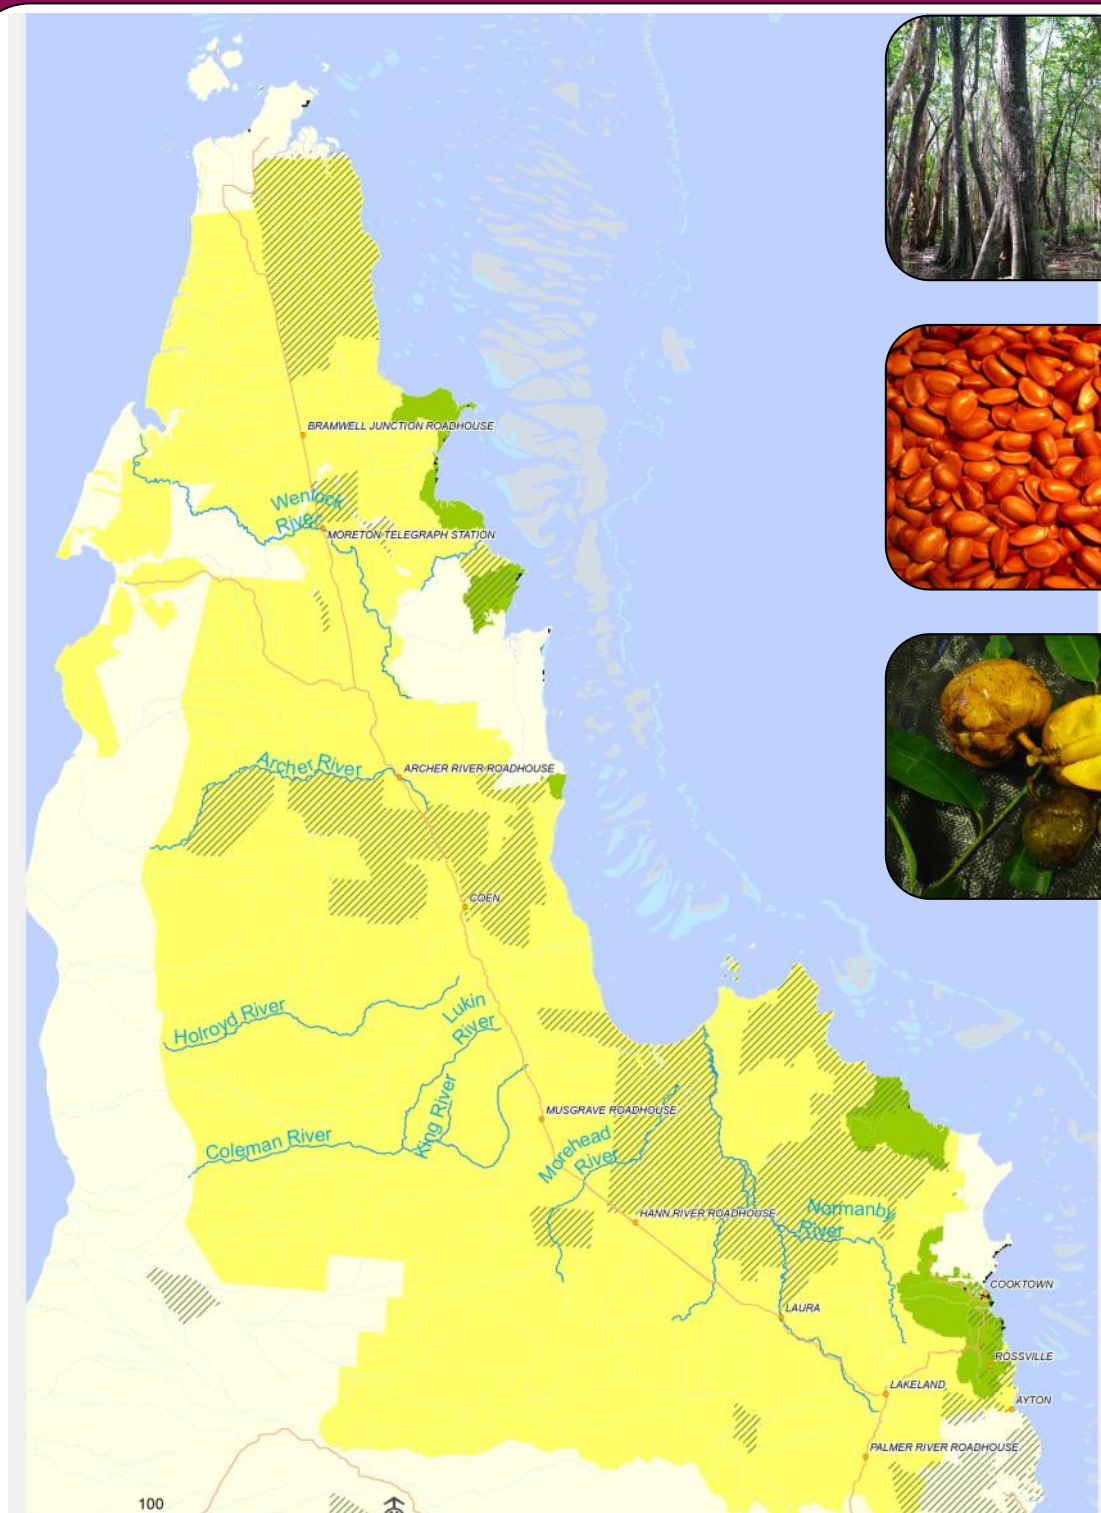 BRAMWELL JUNCTION ROADHOUSE
Wenlock
River
MORETON TELEGRAPH STATION
Archer River
ARCHER RIVER ROADHOUSE
COEN
Holroyd River
Lukin
River
King River
MUSGRAVE ROADHOUSE
Coleman River
Morehead
River
HANN RIVER ROADHOUSE
Normanby
River
COOKTOWN
LAURA
ROSSVILLE
LAKELAND
AYTON
PALMER RIVER ROADHOUSE
100